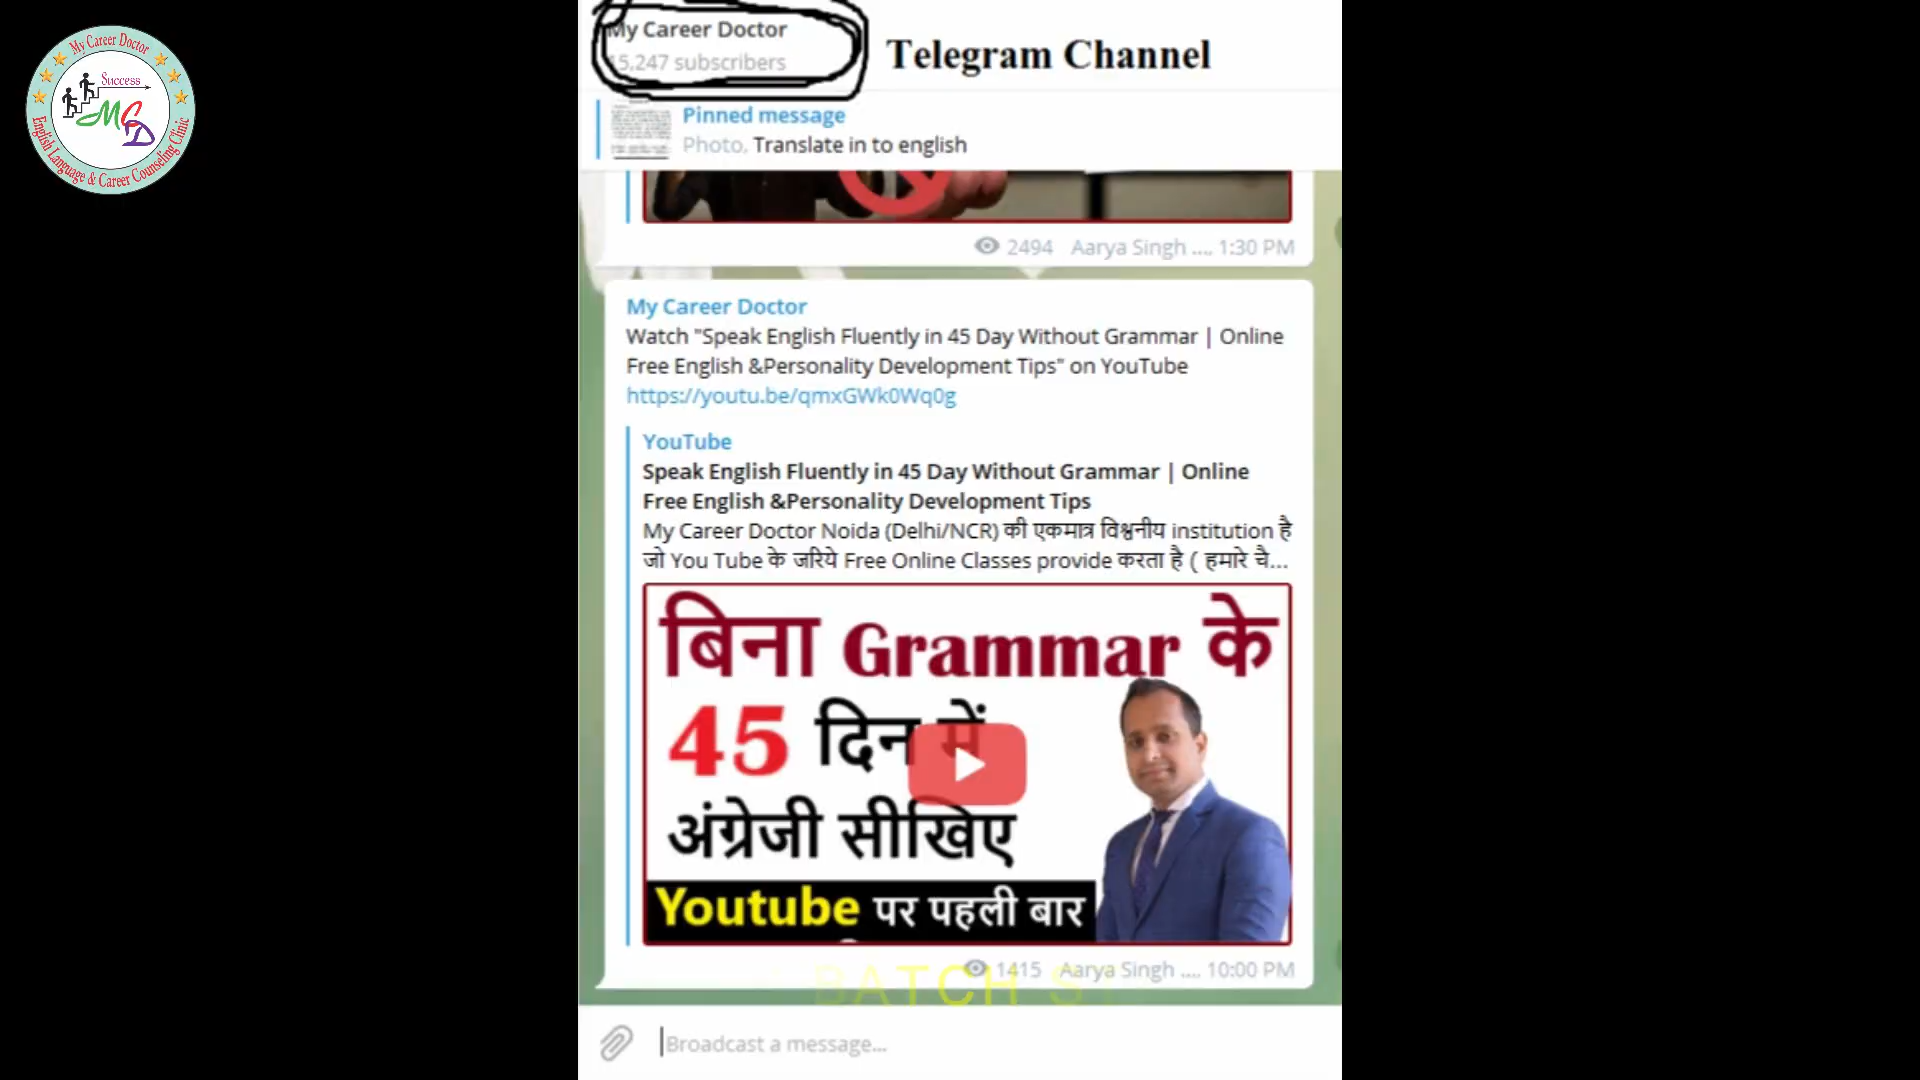 My Career Doctor
Success
MCD
English Language & Career Counseling Clinic
My Career Doctor
15,247 subscribers
Telegram Channel
Pinned message
Photo, Translate in to english
2494 Aarya Singh .... 1:30 PM
My Career Doctor
Watch "Speak English Fluently in 45 Day Without Grammar | Online
Free English &Personality Development Tips" on YouTube
https://youtu.be/qmxGWk0Wq0g
YouTube
Speak English Fluently in 45 Day Without Grammar | Online
Free English &Personality Development Tips
My Career Doctor Noida (Delhi/NCR) की एकमात्र विश्वनीय institution है
जो You Tube के जरिये Free Online Classes provide करता है ( हमारे चै...
बिना Grammar के
45 दिन में
अंग्रेजी सीखिए
Youtube पर पहली बार
1415 Aarya Singh .... 10:00 PM
BATCH
Broadcast a message...